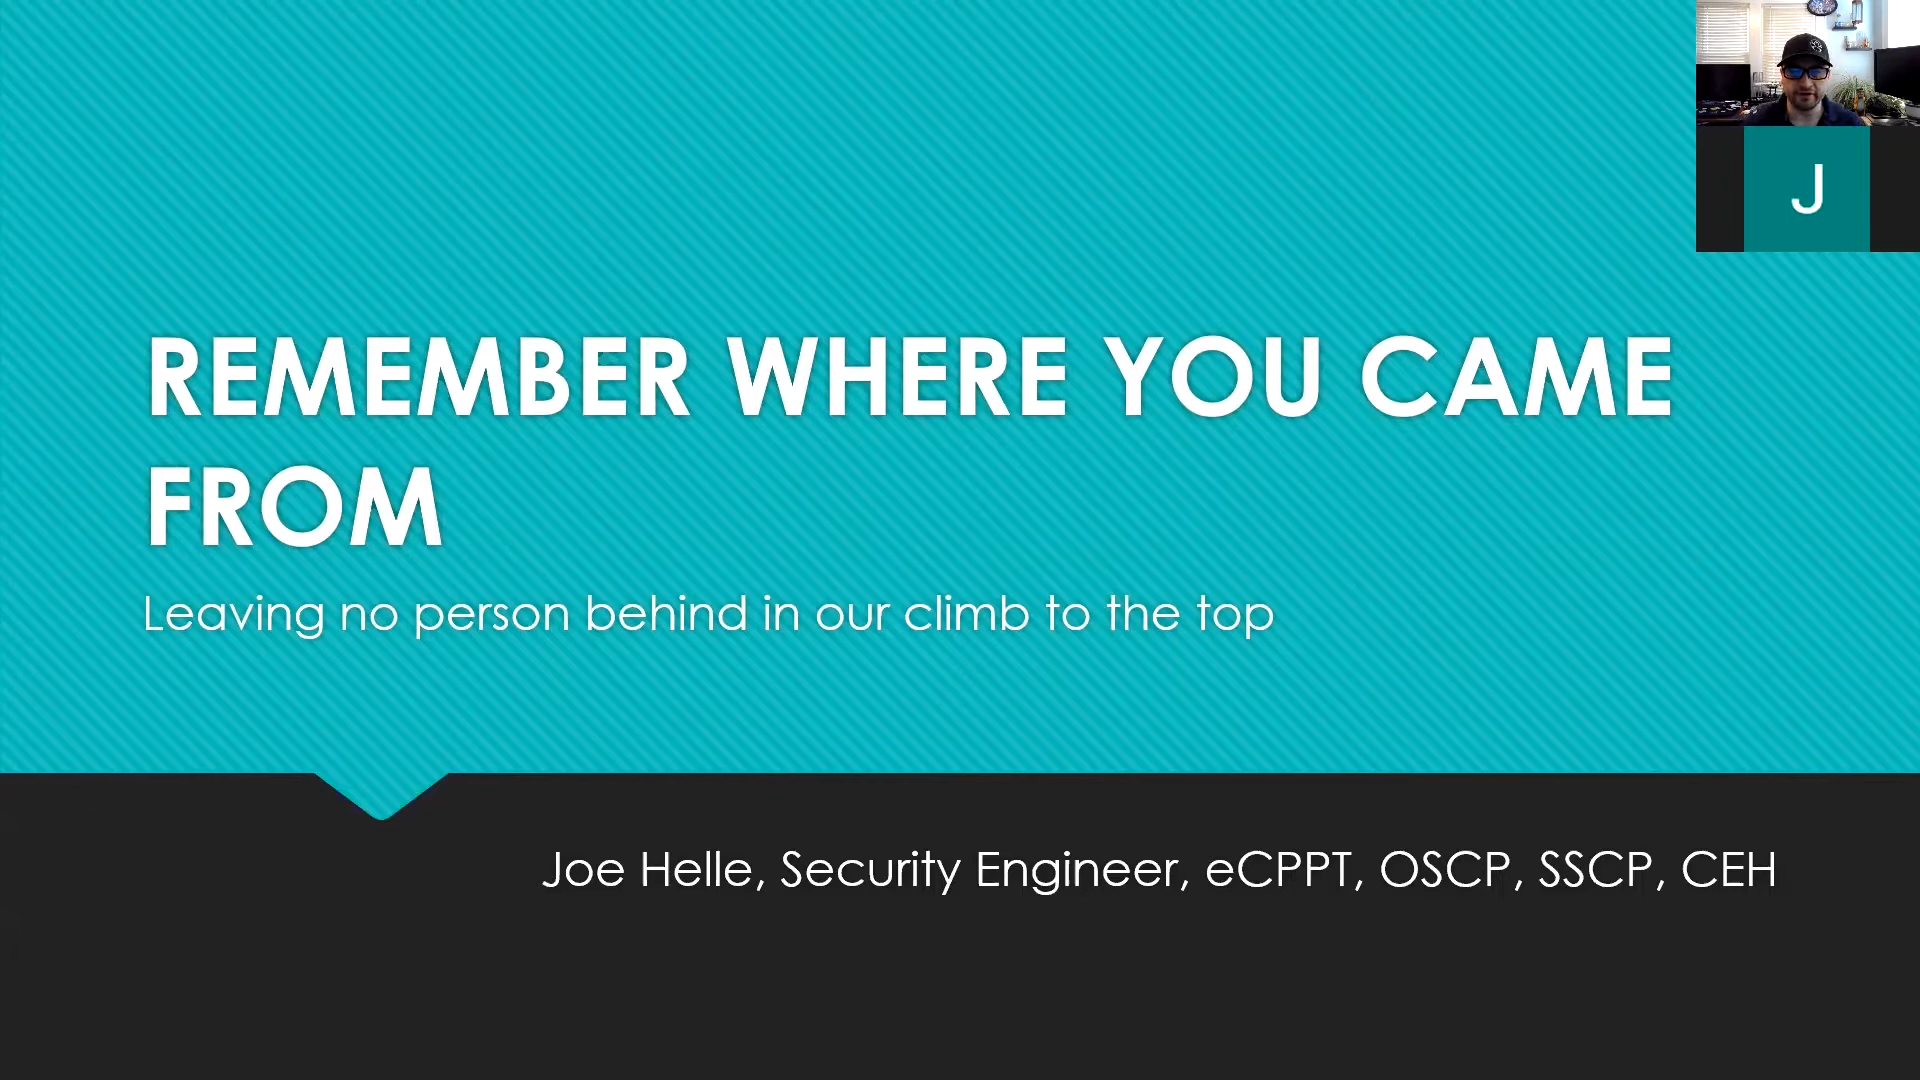 J
REMEMBER WHERE YOU CAME
FROM
Leaving no person behind in our climb to the top
Joe Helle, Security Engineer, eCPPT, OSCP, SSCP, CEH